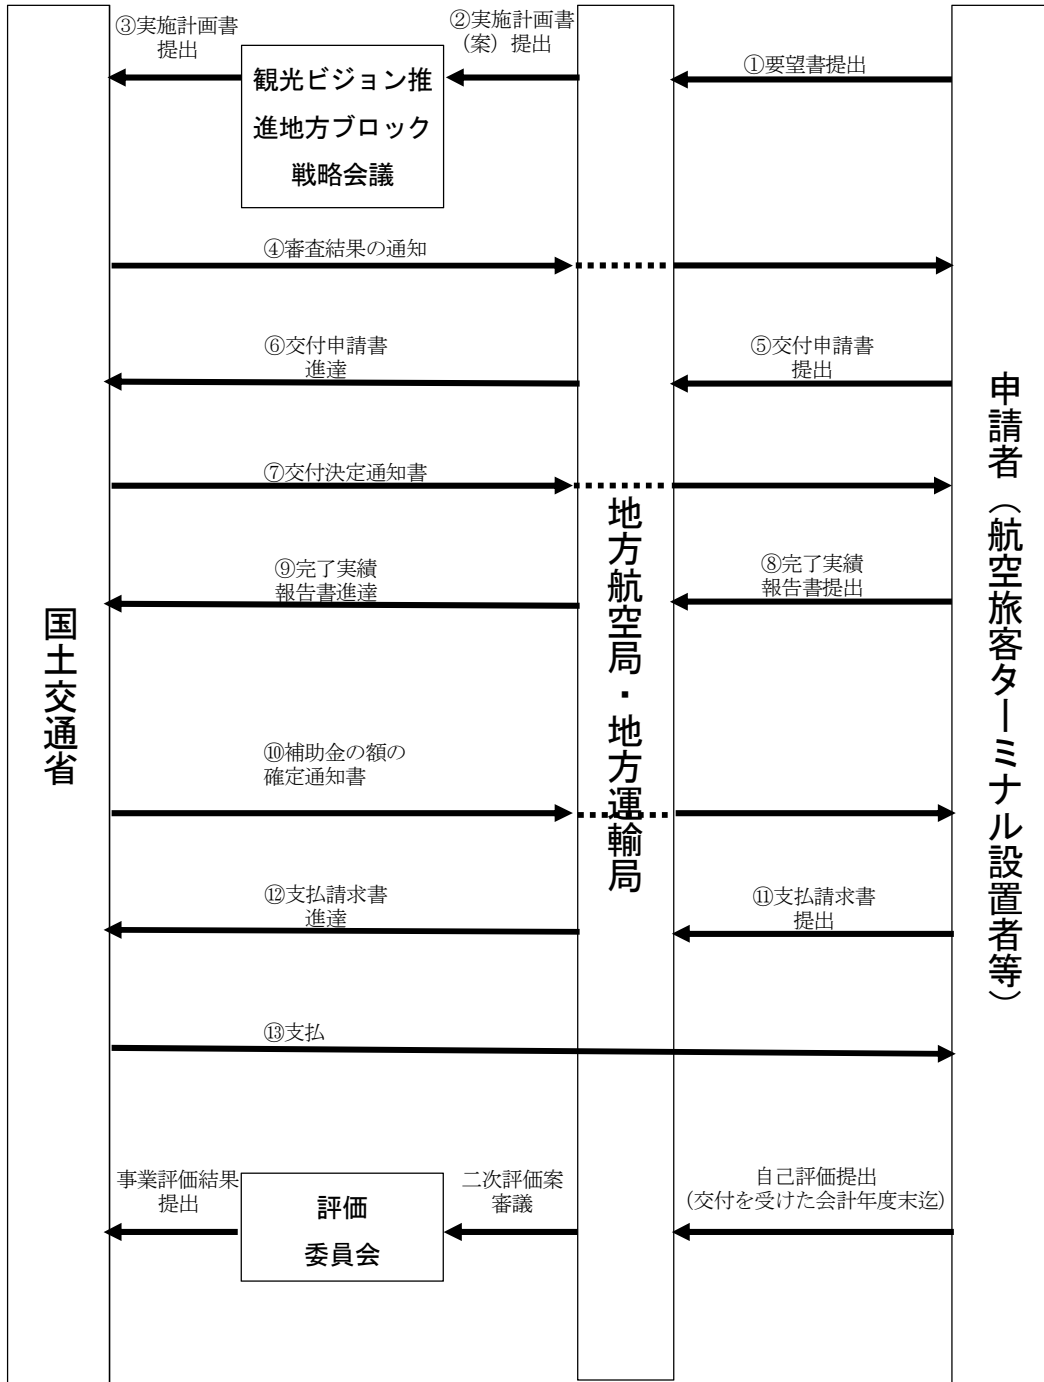 ③実施計画書
提出
②実施計画書
（案）提出
①要望書提出
観光ビジョン推
進地方ブロック
戦略会議
④審査結果の通知
⑥交付申請書
進達
⑤交付申請書
提出
⑦交付決定通知書
⑨完了実績
報告書進達
⑧完了実績
報告書提出
国土交通省
地方航空局・地方運輸局
申請者（航空旅客ターミナル設置者等）
⑩補助金の額の
確定通知書
⑫支払請求書
進達
⑪支払請求書
提出
⑬支払
事業評価結果
提出
評価
委員会
二次評価案
審議
自己評価提出
（交付を受けた会計年度末迄）